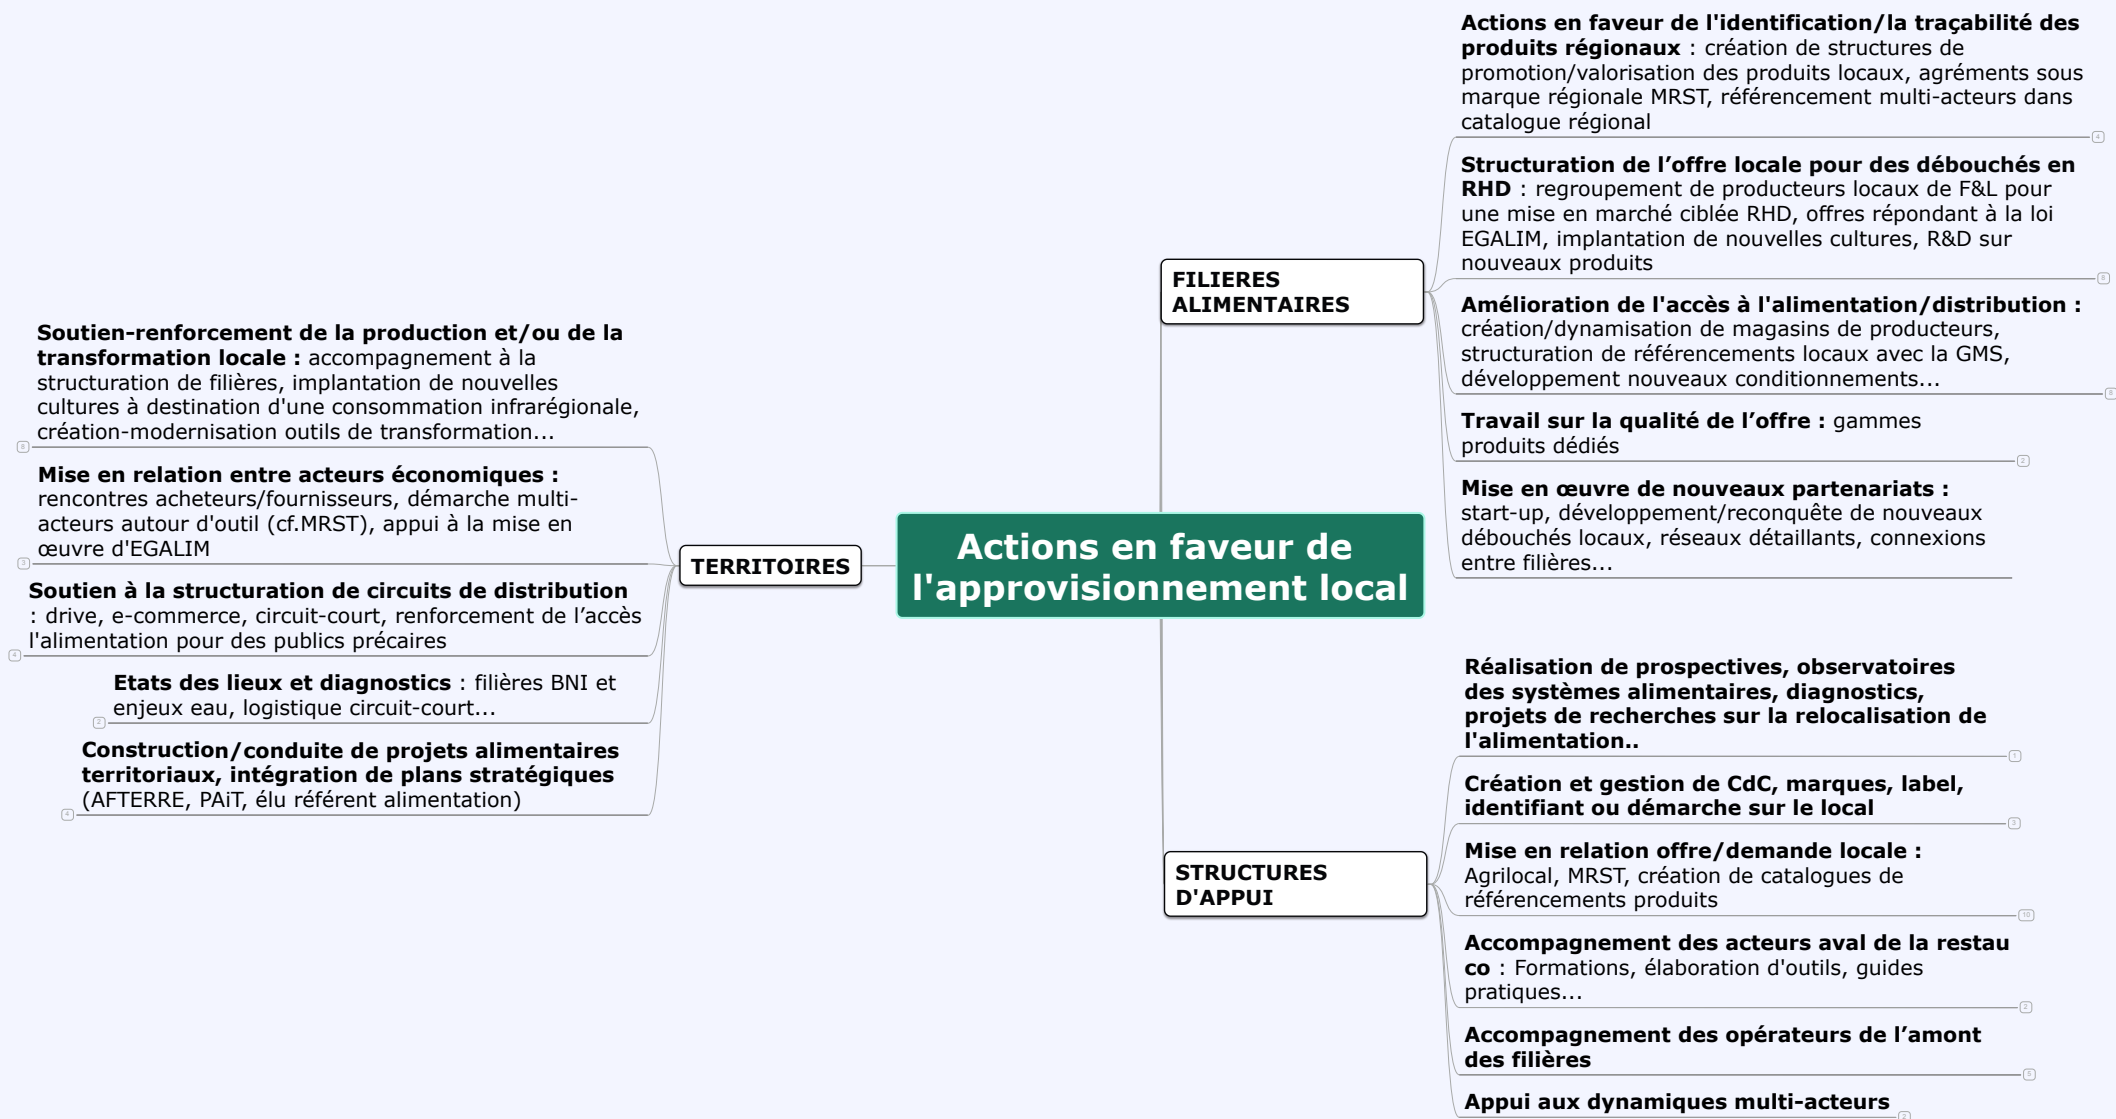 Actions en faveur de
l'approvisionnement local
FILIERES
ALIMENTAIRES
Actions en faveur de l'identification/la traçabilité des
produits régionaux : création de structures de
promotion/valorisation des produits locaux, agréments sous
marque régionale MRST, référencement multi-acteurs dans
catalogue régional
4
Structuration de l’offre locale pour des débouchés en
RHD : regroupement de producteurs locaux de F&L pour
une mise en marché ciblée RHD, offres répondant à la loi
EGALIM, implantation de nouvelles cultures, R&D sur
nouveaux produits
8
Amélioration de l'accès à l'alimentation/distribution :
création/dynamisation de magasins de producteurs,
structuration de référencements locaux avec la GMS,
développement nouveaux conditionnements...
Travail sur la qualité de l’offre : gammes
produits dédiés
2
Mise en œuvre de nouveaux partenariats :
start-up, développement/reconquête de nouveaux
débouchés locaux, réseaux détaillants, connexions
entre filières...
STRUCTURES
D'APPUI
Réalisation de prospectives, observatoires
des systèmes alimentaires, diagnostics,
projets de recherches sur la relocalisation de
l'alimentation..
1
Création et gestion de CdC, marques, label,
identifiant ou démarche sur le local
3
Mise en relation offre/demande locale :
Agrilocal, MRST, création de catalogues de
référencements produits
10
Accompagnement des acteurs aval de la restau
co : Formations, élaboration d'outils, guides
pratiques...
2
Accompagnement des opérateurs de l’amont
des filières
5
Appui aux dynamiques multi-acteurs
2
TERRITOIRES
Soutien-renforcement de la production et/ou de la
transformation locale : accompagnement à la
structuration de filières, implantation de nouvelles
cultures à destination d'une consommation infrarégionale,
création-modernisation outils de transformation...
8
Mise en relation entre acteurs économiques :
rencontres acheteurs/fournisseurs, démarche multi-
acteurs autour d'outil (cf.MRST), appui à la mise en
œuvre d'EGALIM
3
Soutien à la structuration de circuits de distribution
: drive, e-commerce, circuit-court, renforcement de l’accès
l'alimentation pour des publics précaires
4
Etats des lieux et diagnostics : filières BNI et
enjeux eau, logistique circuit-court...
2
Construction/conduite de projets alimentaires
territoriaux, intégration de plans stratégiques
(AFTERRE, PAiT, élu référent alimentation)
4